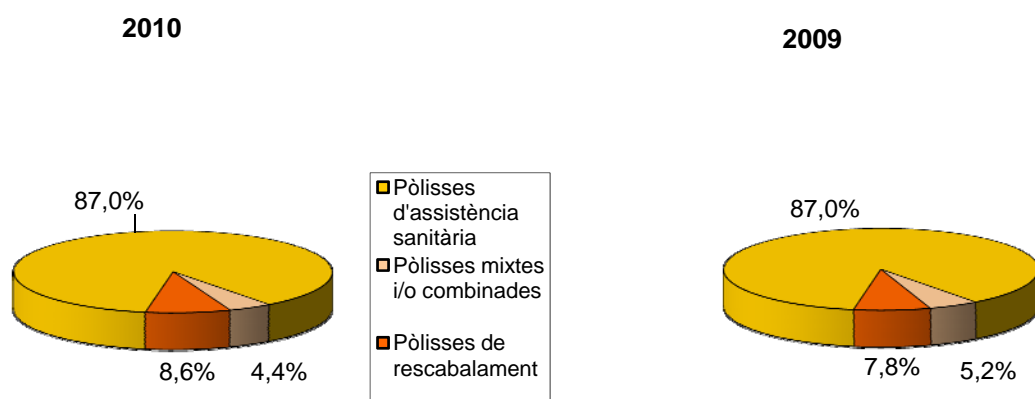 2010
2009
87,0%
8,6%
4,4%
Pòlisses
d'assistència
sanitària
Pòlisses mixtes
i/o combinades
Pòlisses de
rescabalament
87,0%
7,8%
5,2%